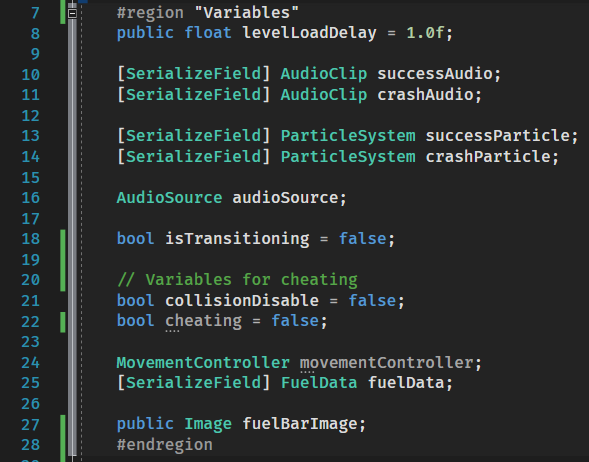 7 #region "Variables"
8 public float levelLoadDelay = 1.0f;
9
10 [SerializeField] AudioClip successAudio;
11 [SerializeField] AudioClip crashAudio;
12
13 [SerializeField] ParticleSystem successParticle;
14 [SerializeField] ParticleSystem crashParticle;
15
16 AudioSource audioSource;
17
18 bool isTransitioning = false;
19
20 // Variables for cheating
21 bool collisionDisable = false;
22 bool cheating = false;
23
24 MovementController movementController;
25 [SerializeField] FuelData fuelData;
26
27 public Image fuelBarImage;
28 #endregion